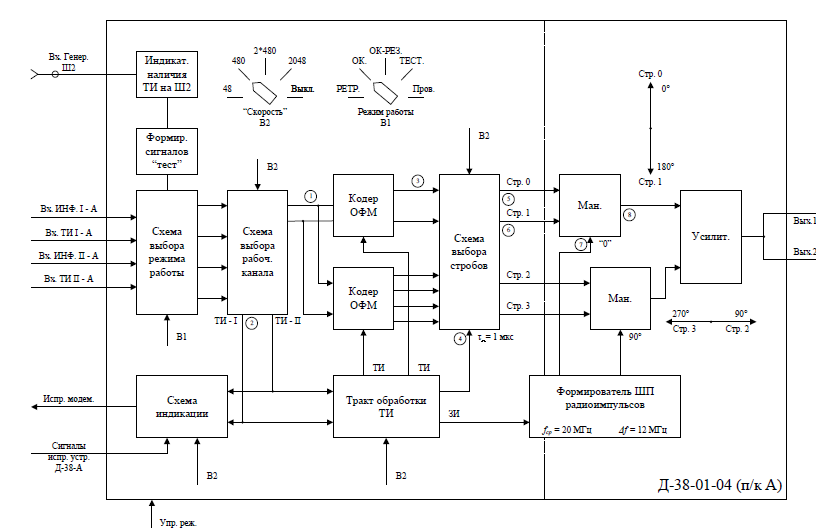 Вх. Генер.
Ш2
Индикат.
наличия
ТИ на Ш2
Формир.
сигналов
“тест”
48
480
2*480
2048
Выкл.
“Скорость”
В2
РЕТР.
ОК.
ОК-РЕЗ.
ТЕСТ.
Пров.
Режим работы
В1
Стр. 0
0°
180°
Стр. 1
Вх. ИНФ. I - А
Вх. ТИ I - А
Вх. ИНФ. II - А
Вх. ТИ II - А
Схема
выбора
режима
работы
В1
В2
Схема
выбора
рабоч.
канала
ТИ - I
2
ТИ - II
1
Кодер
ОФМ
3
Кодер
ОФМ
ТИ
ТИ
В2
Схема
выбора
стробов
4
τ = 1 мкс
Стр. 0
5
Стр. 1
6
Стр. 2
Стр. 3
Ман.
7
“0”
8
Ман.
90°
Усилит.
Вых.1
Вых.2
270°
90°
Стр. 3
Стр. 2
Испр. модем.
Сигналы
испр. устр.
Д-38-А
Схема
индикации
В2
Тракт обработки
ТИ
В2
ЗИ
Формирователь ШП
радиоимпульсов
fср = 20 МГц
Δf = 12 МГц
Д-38-01-04 (п/к А)
Упр. реж.